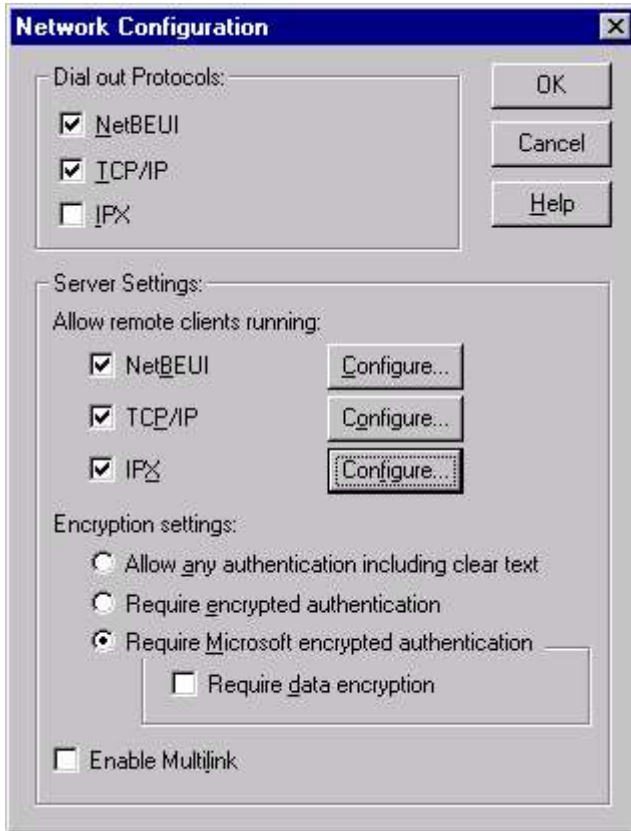 Network Configuration
Dial out Protocols:
NetBEUI
TCP/IP
IPX
OK
Cancel
Help
Server Settings:
Allow remote clients running:
NetBEUI Configure...
TCP/IP Configure...
IPX Configure...
Encryption settings:
Allow any authentication including clear text
Require encrypted authentication
Require Microsoft encrypted authentication
Require data encryption
Enable Multilink